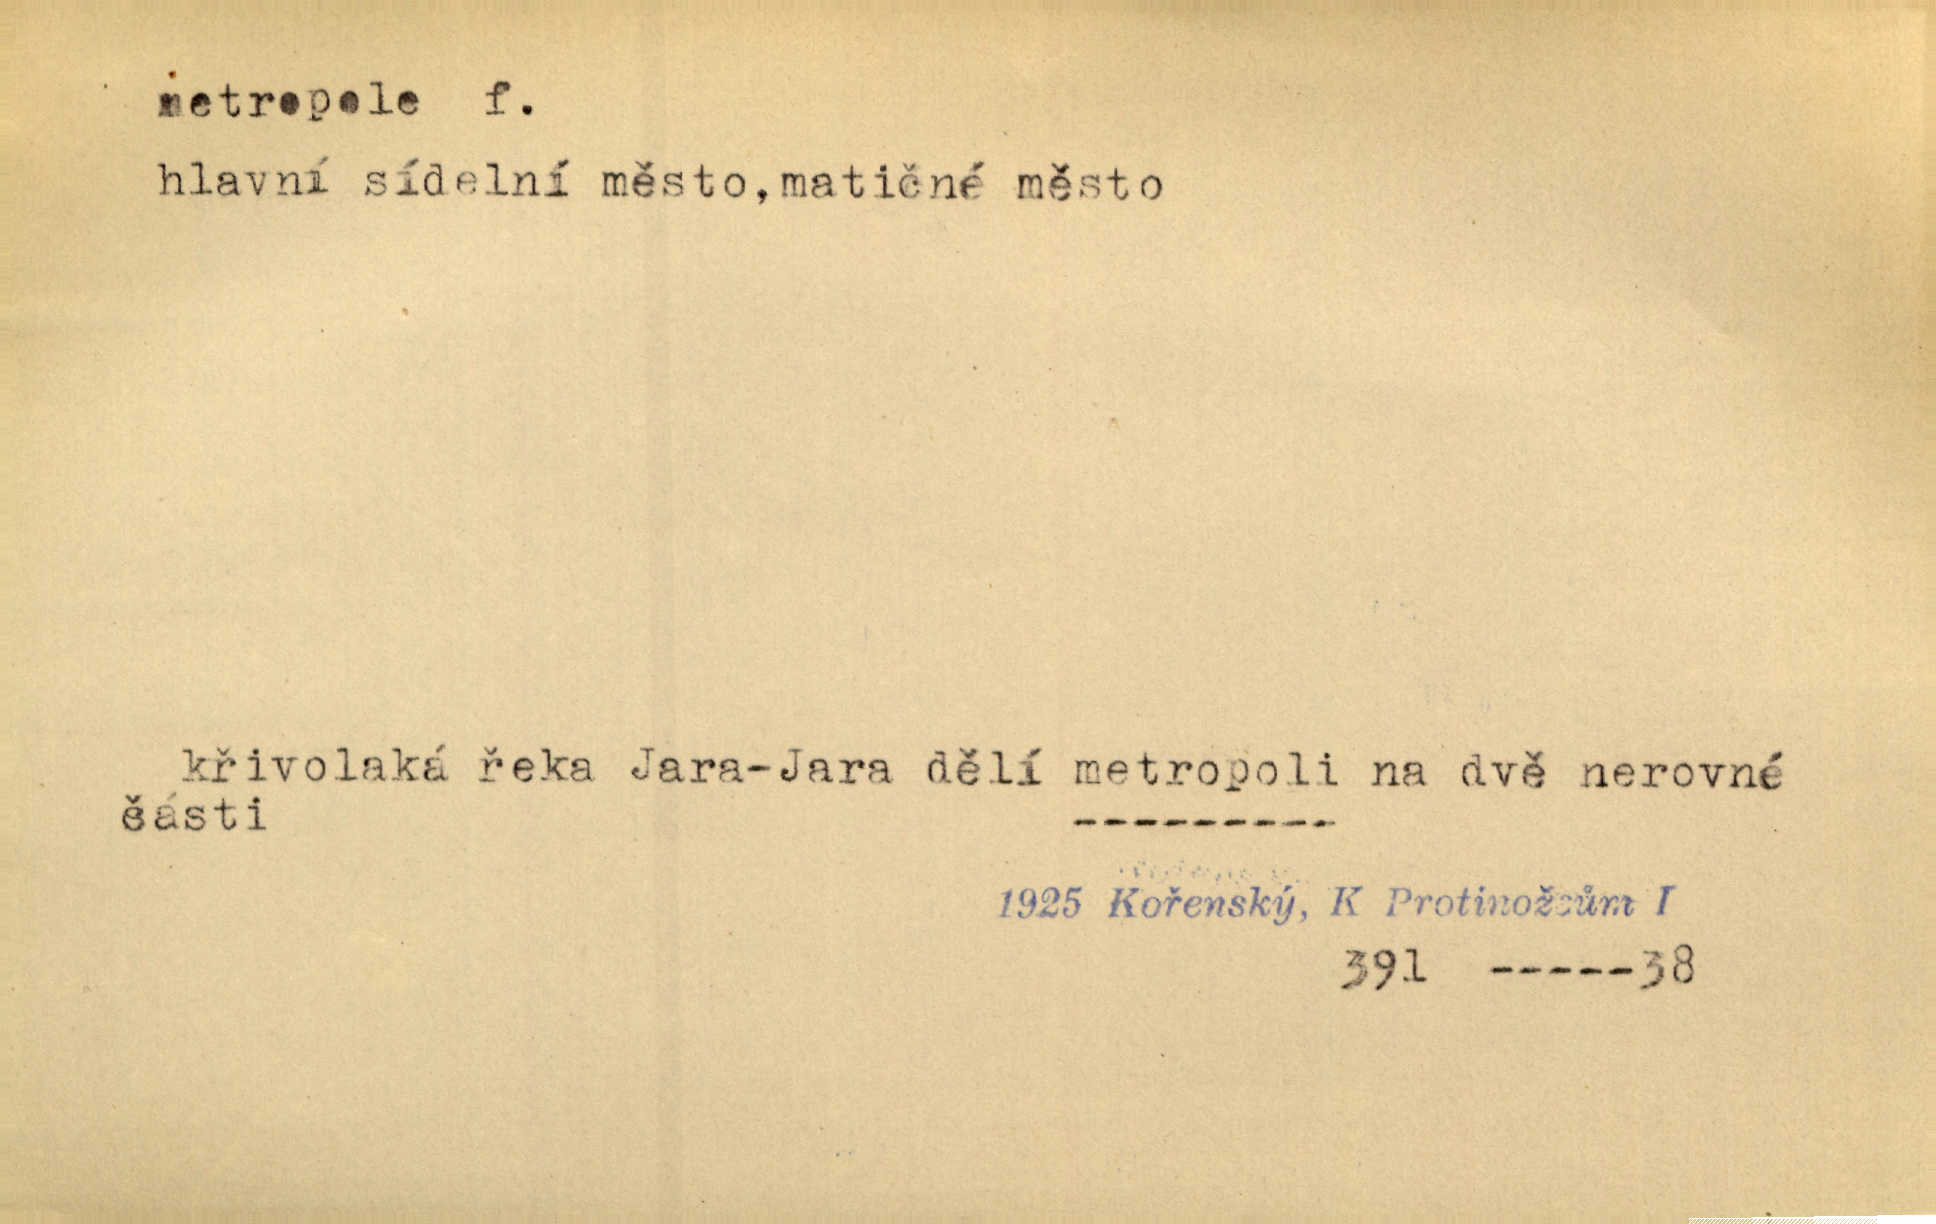 metropole f.
hlavní sídelní město,matičné město
křivolaká řeka Jara-Jara dělí metropoli na dvě nerovné
části
---------
1925 Kořenský, K Protinožcům I
391 -----38